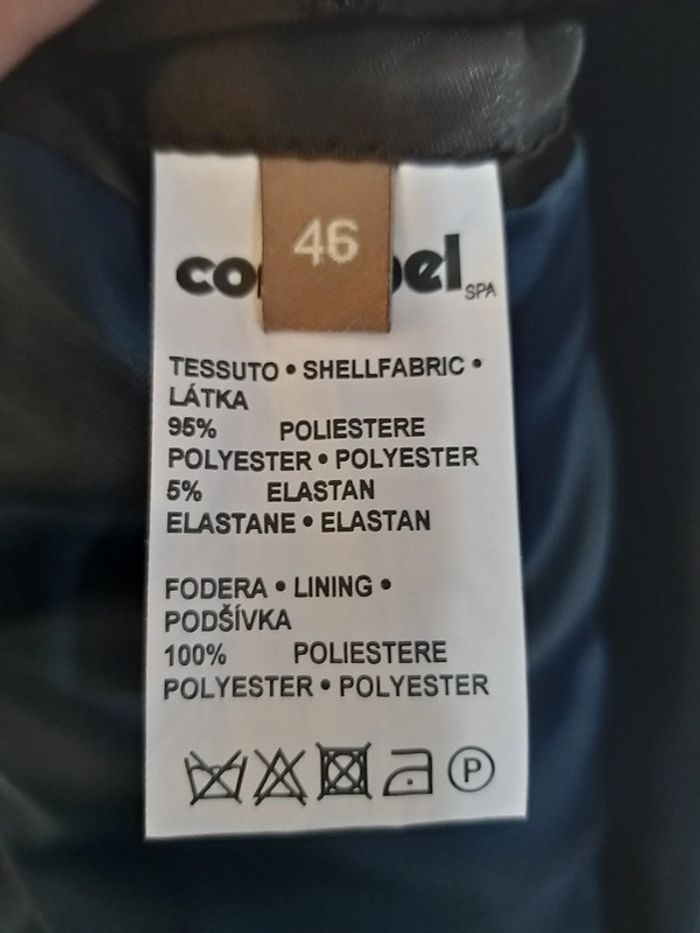 46
SPA
TESSUTO • SHELLFABRIC •
LÁTKA
95% POLIESTERE
POLYESTER • POLYESTER
5% ELASTAN
ELASTANE • ELASTAN
FODERA • LINING •
PODŠÍVKA
100% POLIESTERE
POLYESTER • POLYESTER
P